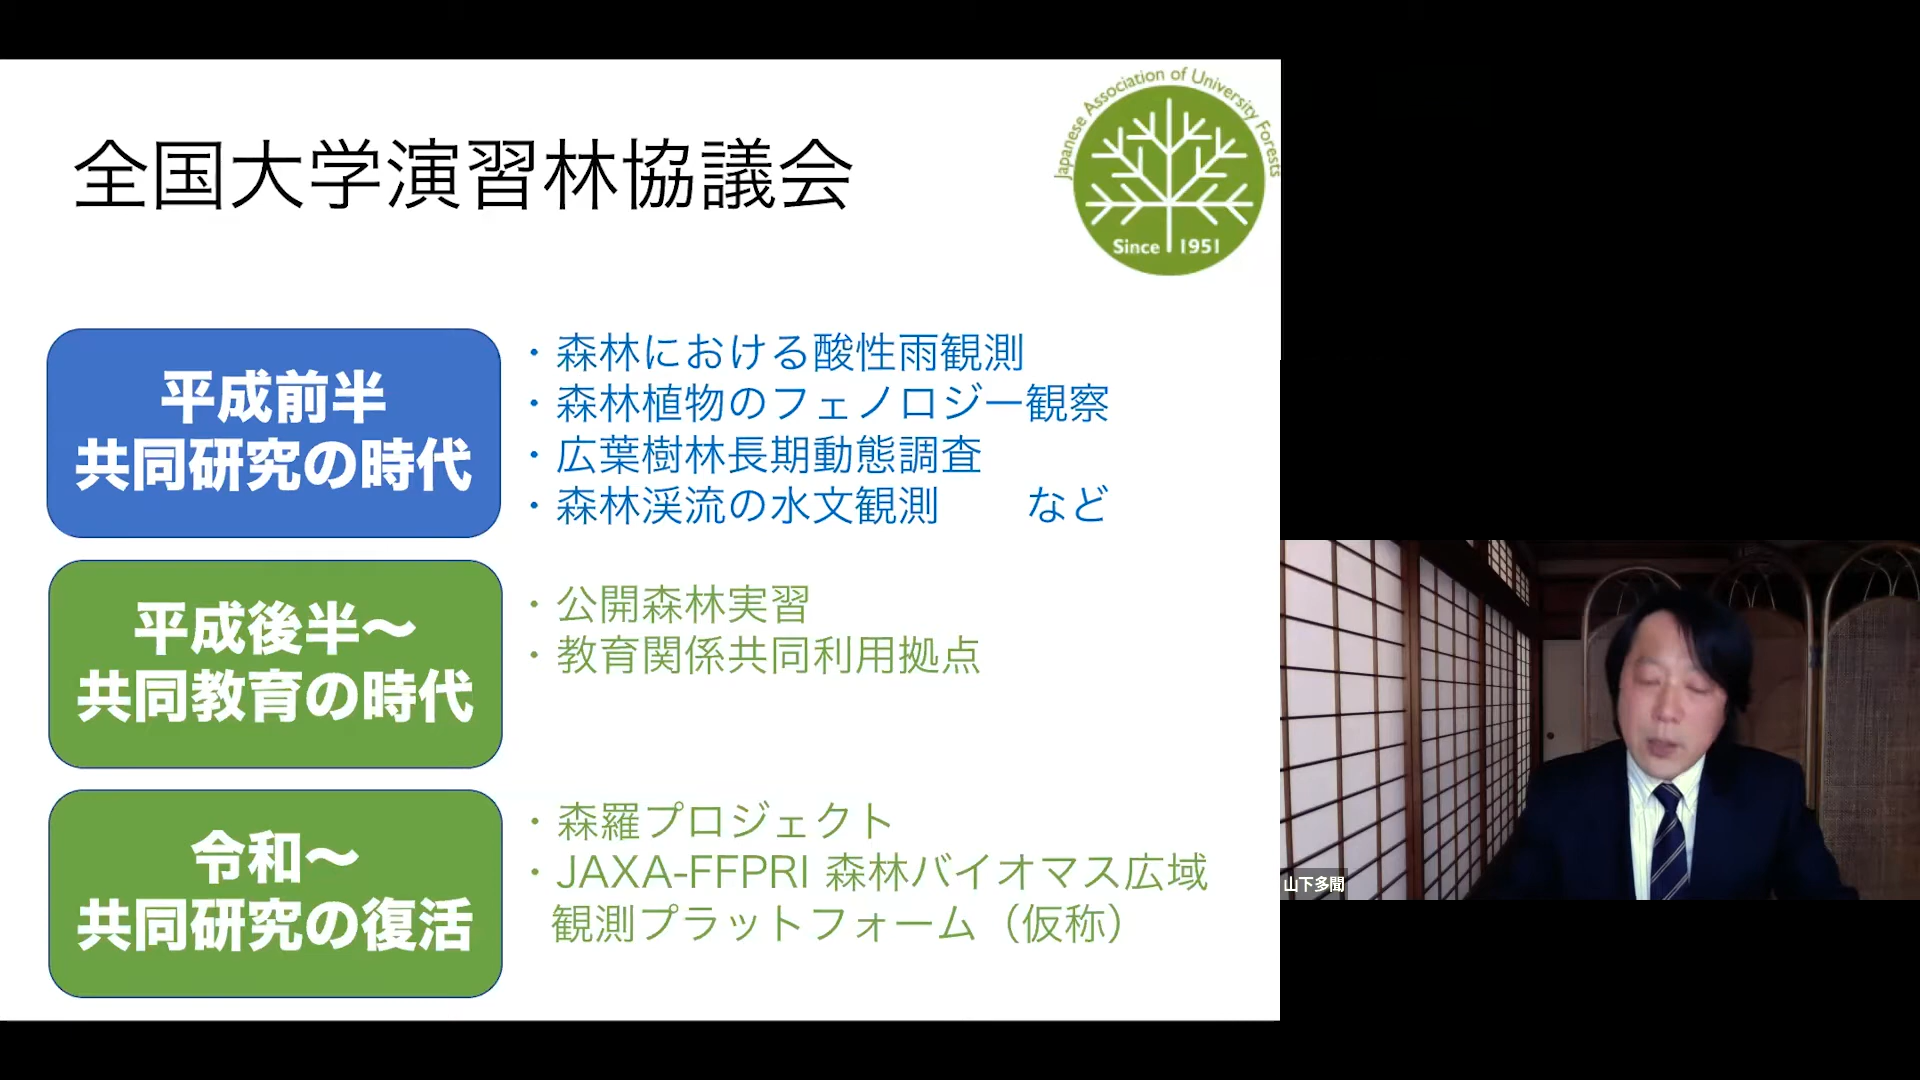 全国大学演習林協議会
Japanese Association of University Forests
Since 1951
平成前半
共同研究の時代
・森林における酸性雨観測
・森林植物のフェノロジー観察
・広葉樹林長期動態調査
・森林渓流の水文観測　　など
平成後半～
共同教育の時代
・公開森林実習
・教育関係共同利用拠点
令和～
共同研究の復活
・森羅プロジェクト
・JAXA-FFPRI 森林バイオマス広域
観測プラットフォーム（仮称）
山下多聞